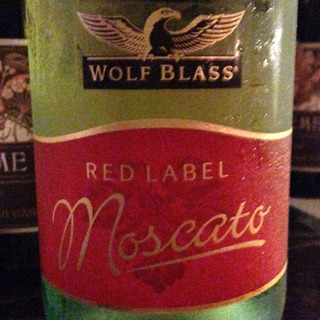 WOLF BLASS
RED LABEL
Moscato